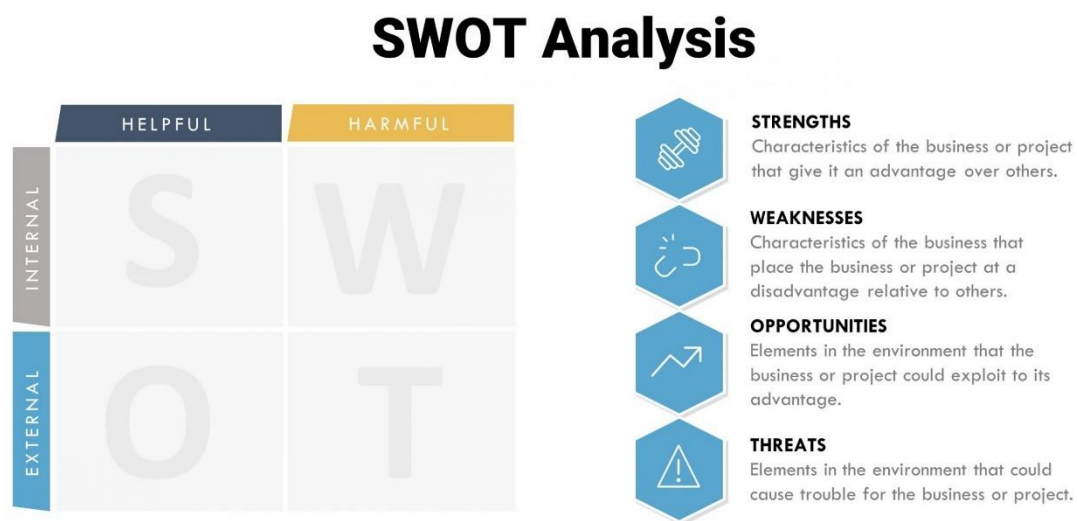 SWOT Analysis
HELPFUL
HARMFUL
INTERNAL
S
W
EXTERNAL
O
T
STRENGTHS
Characteristics of the business or project
that give it an advantage over others.
WEAKNESSES
Characteristics of the business that
place the business or project at a
disadvantage relative to others.
OPPORTUNITIES
Elements in the environment that the
business or project could exploit to its
advantage.
THREATS
Elements in the environment that could
cause trouble for the business or project.